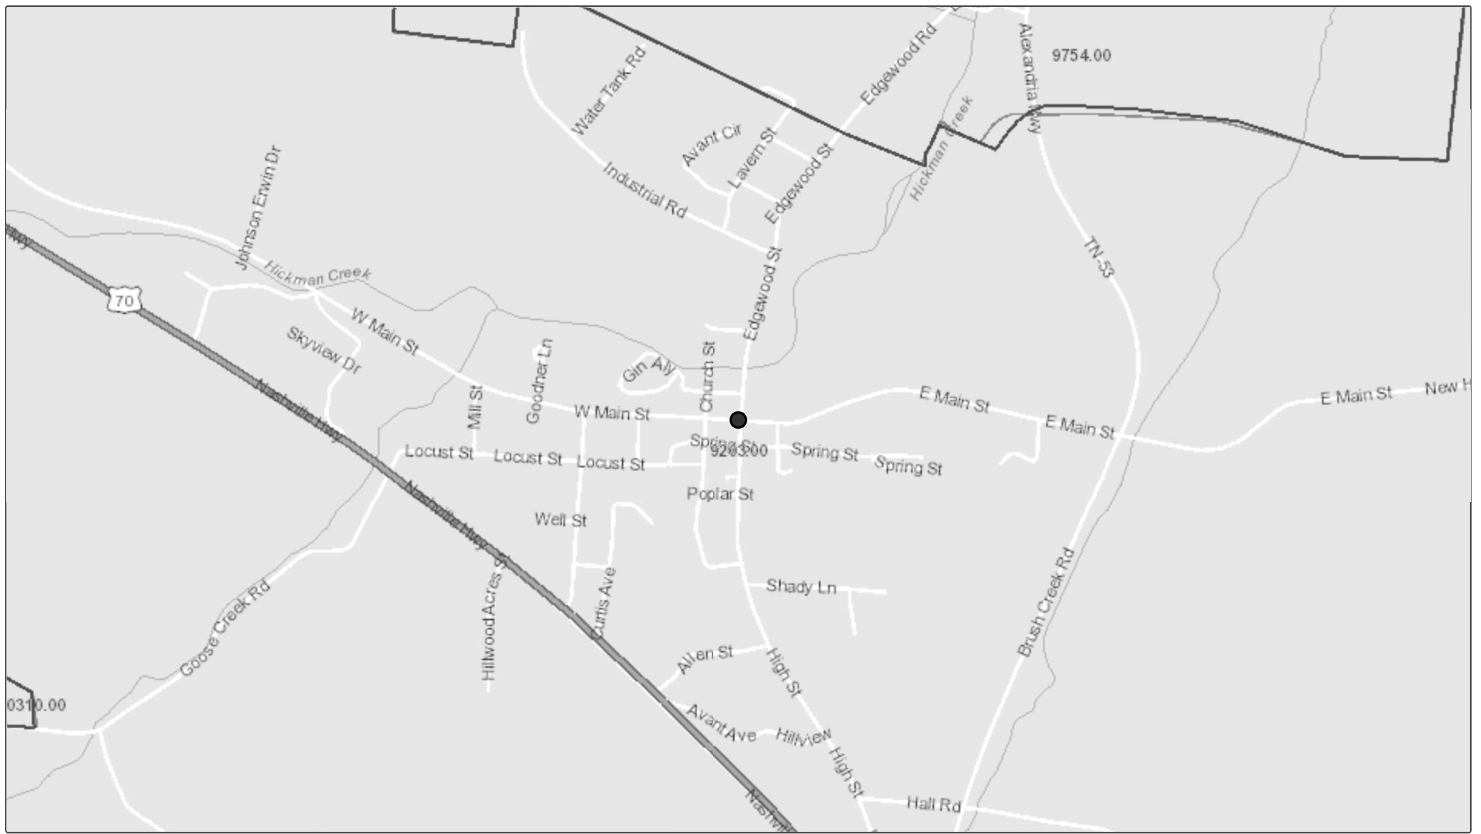 Edgewood Rd
Alexandria Hwy
9754.00
Water Tank Rd
Avant Cir
Lavern St
Edgewood St
Hickman Creek
Industrial Rd
Johnson Erwin Dr
Hwy
Hickman Creek
70
TN-53
Edgewood St
W Main St
Skyview Dr
Goodner Ln
Gin Aly
Church St
Mill St
W Main St
E Main St
E Main St
E Main St
New H
Nashville Hwy
Spring St
9203.00
Spring St
Spring St
Locust St
Locust St
Locust St
Poplar St
Nashville Hwy
Well St
Hillwood Acres St
Curtis Ave
Shady Ln
Brush Creek Rd
Goose Creek Rd
Allen St
High St
0310.00
Avant Ave
Hillview
High St
Nashvill
Hall Rd